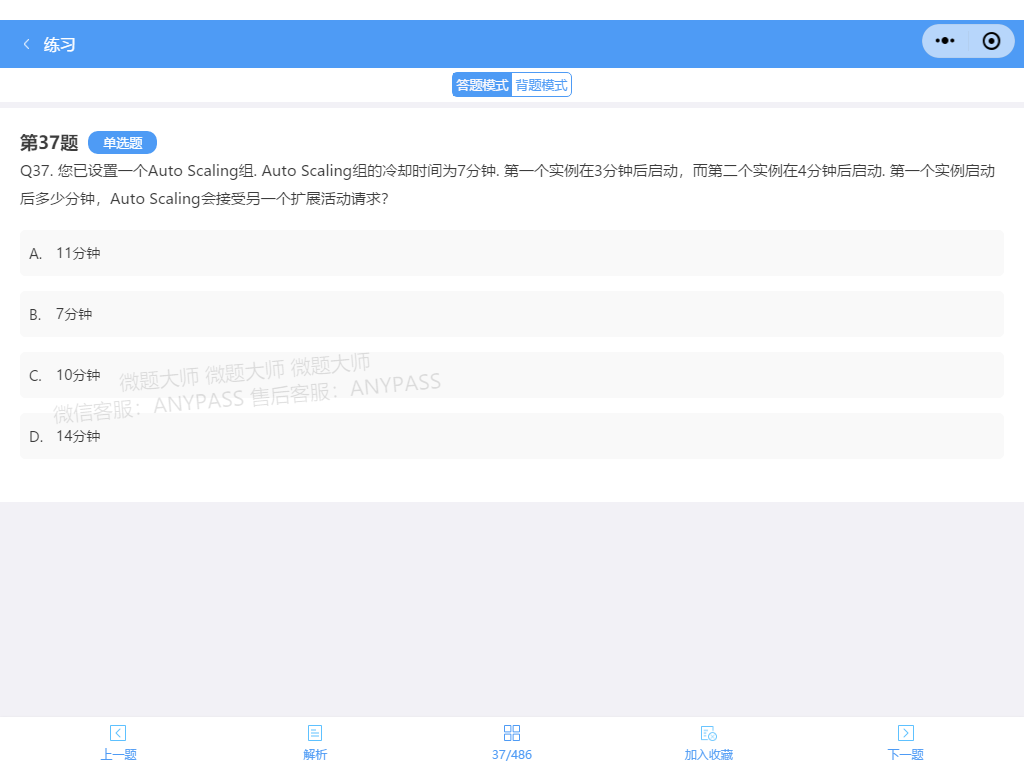 练习
答题模式 背题模式
第37题 单选题
Q37. 您已设置一个Auto Scaling组. Auto Scaling组的冷却时间为7分钟. 第一个实例在3分钟后启动，而第二个实例在4分钟后启动. 第一个实例启动
后多少分钟，Auto Scaling会接受另一个扩展活动请求？
A. 11分钟
B. 7分钟
C. 10分钟
微题大师 微题大师 微题大师
微信客服：ANYPASS 售后客服：ANYPASS
D. 14分钟
上一题 解析 37/486 加入收藏 下一题